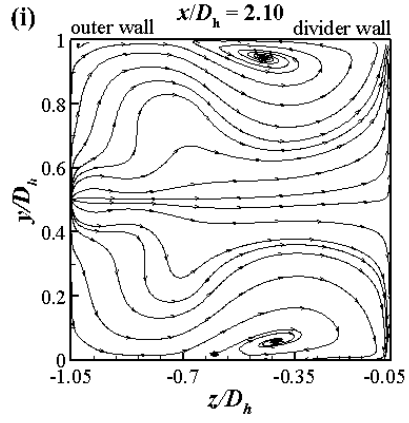 (i) x/Dh = 2.10
outer wall divider wall
1
0.8
0.6
0.4
0.2
0
y/Dh
-1.05 -0.7 -0.35 -0.05
z/Dh